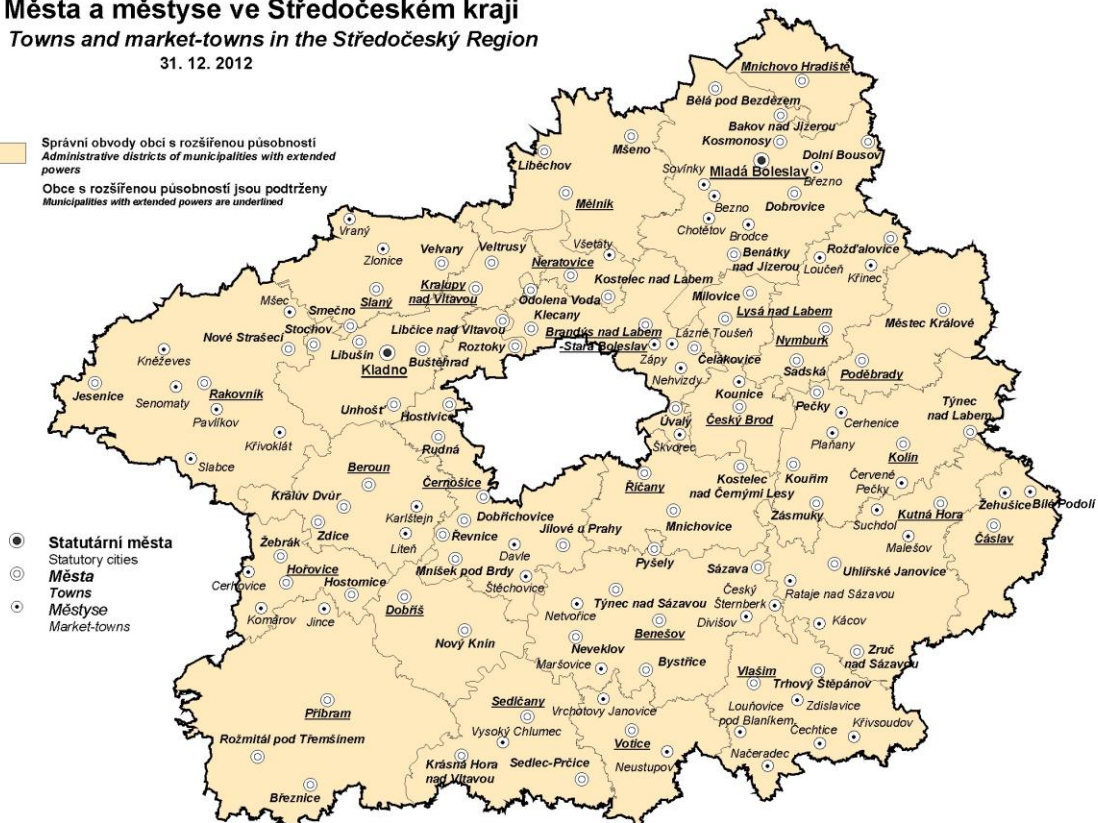 Města a městyse ve Středočeském kraji
Towns and market-towns in the Středočeský Region
31. 12. 2012
Správní obvody obcí s rozšířenou působností
Administrative districts of municipalities with extended
powers
Obce s rozšířenou působností jsou podtrženy
Municipalities with extended powers are underlined
Mnichovo Hradiště
Bělá pod Bezdězem
Bakov nad Jizerou
Kosmonosy
Dolní Bousov
Mšeno
Liběchov
Sovínky
Mladá Boleslav
Březno
Mělník
Bezno
Dobrovice
Chotětov
Brodce
Vraný
Zlonice
Velvary
Veltrusy
Všetaty
Neratovice
Benátky
nad Jizerou
Rožďalovice
Loučeň
Křinec
Kostelec nad Labem
Slaný
Kralupy
nad Vltavou
Odolena Voda
Milovice
Mšec
Smečno
Klecany
Lysá nad Labem
Městec Králové
Nové Strašecí
Stochov
Libčice nad Vltavou
Brandýs nad Labem
-Stará Boleslav
Lázně Toušeň
Nymburk
Roztoky
Libušín
Buštěhrad
Kladno
Kněževes
Zápy
Čelákovice
Sadská
Poděbrady
Nehvizdy
Jesenice
Rakovník
Senomaty
Pavlíkov
Unhošť
Hostivice
Kounice
Pečky
Týnec
nad Labem
Úvaly
Český Brod
Cerhenice
Křivoklát
Rudná
Škvorec
Plaňany
Kolín
Slabce
Beroun
Černošice
Říčany
Kostelec
nad Černými Lesy
Kouřim
Červené
Pečky
Králův Dvůr
Karlštejn
Dobřichovice
Jílové u Prahy
Mnichovice
Zásmuky
Suchdol
Kutná Hora
Žehušice
Bílé Podolí
Žebrák
Zdice
Liteň
Řevnice
Davle
Malešov
Čáslav
Statutární města
Statutory cities
Města
Towns
Městyse
Market-towns
Cerhovice
Hořovice
Hostomice
Mníšek pod Brdy
Štěchovice
Pyšely
Sázava
Uhlířské Janovice
Komárov
Jince
Dobříš
Netvořice
Týnec nad Sázavou
Český
Šternberk
Rataje nad Sázavou
Divišov
Kácov
Nový Knín
Benešov
Neveklov
Maršovice
Bystřice
Zruč
nad Sázavou
Vlašim
Trhový Štěpánov
Příbram
Sedlčany
Vrchotovy Janovice
Louňovice
pod Blaníkem
Zdislavice
Rožmitál pod Třemšínem
Vysoký Chlumec
Votice
Čechtice
Křivsoudov
Krásná Hora
nad Vltavou
Sedlec-Prčice
Neustupov
Načeradec
Březnice